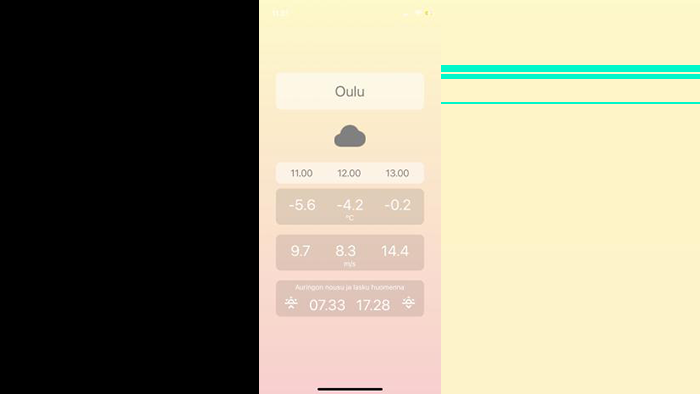 Oulu
11.00 12.00 13.00
-5.6 -4.2 -0.2
°C
9.7 8.3 14.4
m/s
Auringon nousu ja lasku huomenna
07.33 17.28